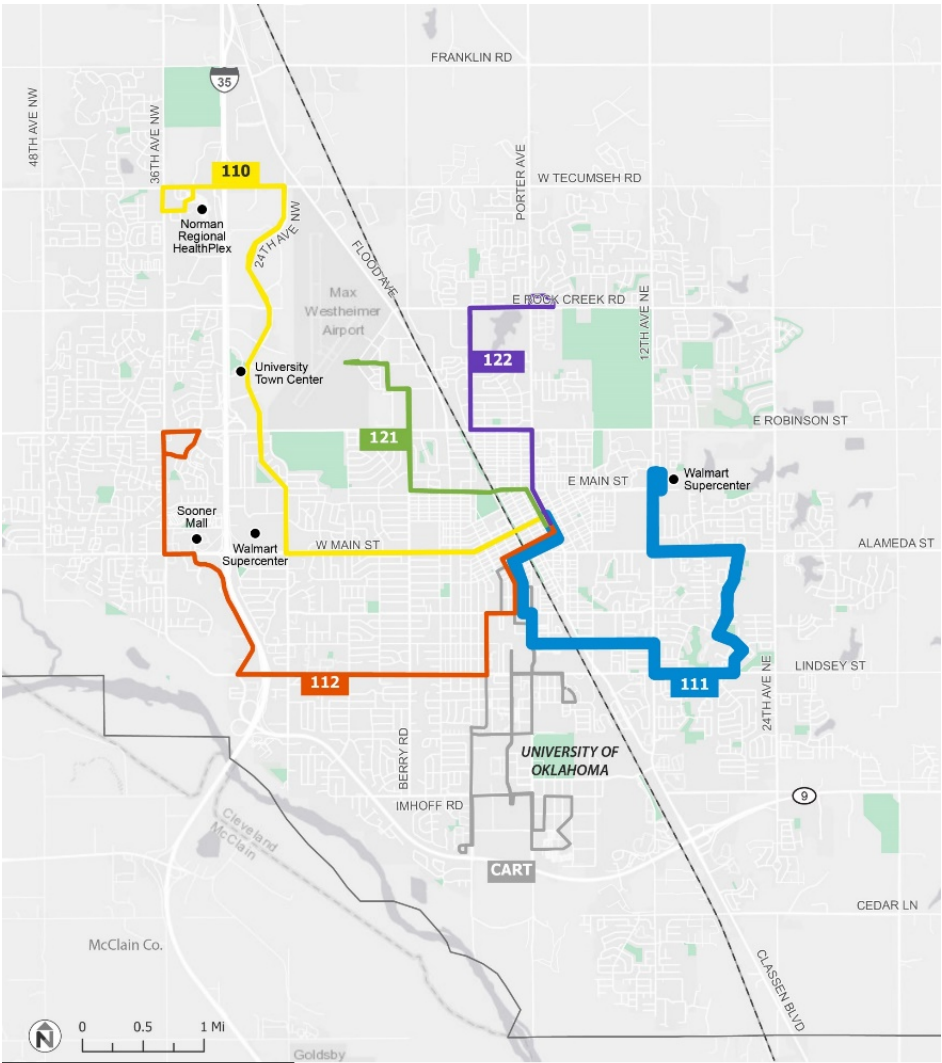 FRANKLIN RD
35
48TH AVE NW
36TH AVE NW
110
W TECUMSEH RD
PORTER AVE
Norman
Regional
HealthPlex
24TH AVE NW
FLOOD AVE
Max
Westheimer
Airport
E ROCK CREEK RD
12TH AVE NE
122
University
Town Center
E ROBINSON ST
121
E MAIN ST
Walmart
Supercenter
Sooner
Mall
Walmart
Supercenter
W MAIN ST
ALAMEDA ST
LINDSEY ST
112
111
24TH AVE NE
BERRY RD
UNIVERSITY OF
OKLAHOMA
IMHOFF RD
9
Cleveland
McClain
CART
CEDAR LN
McClain Co.
CLASSEN BLVD
N
0 0.5 1 Mi
Goldsby